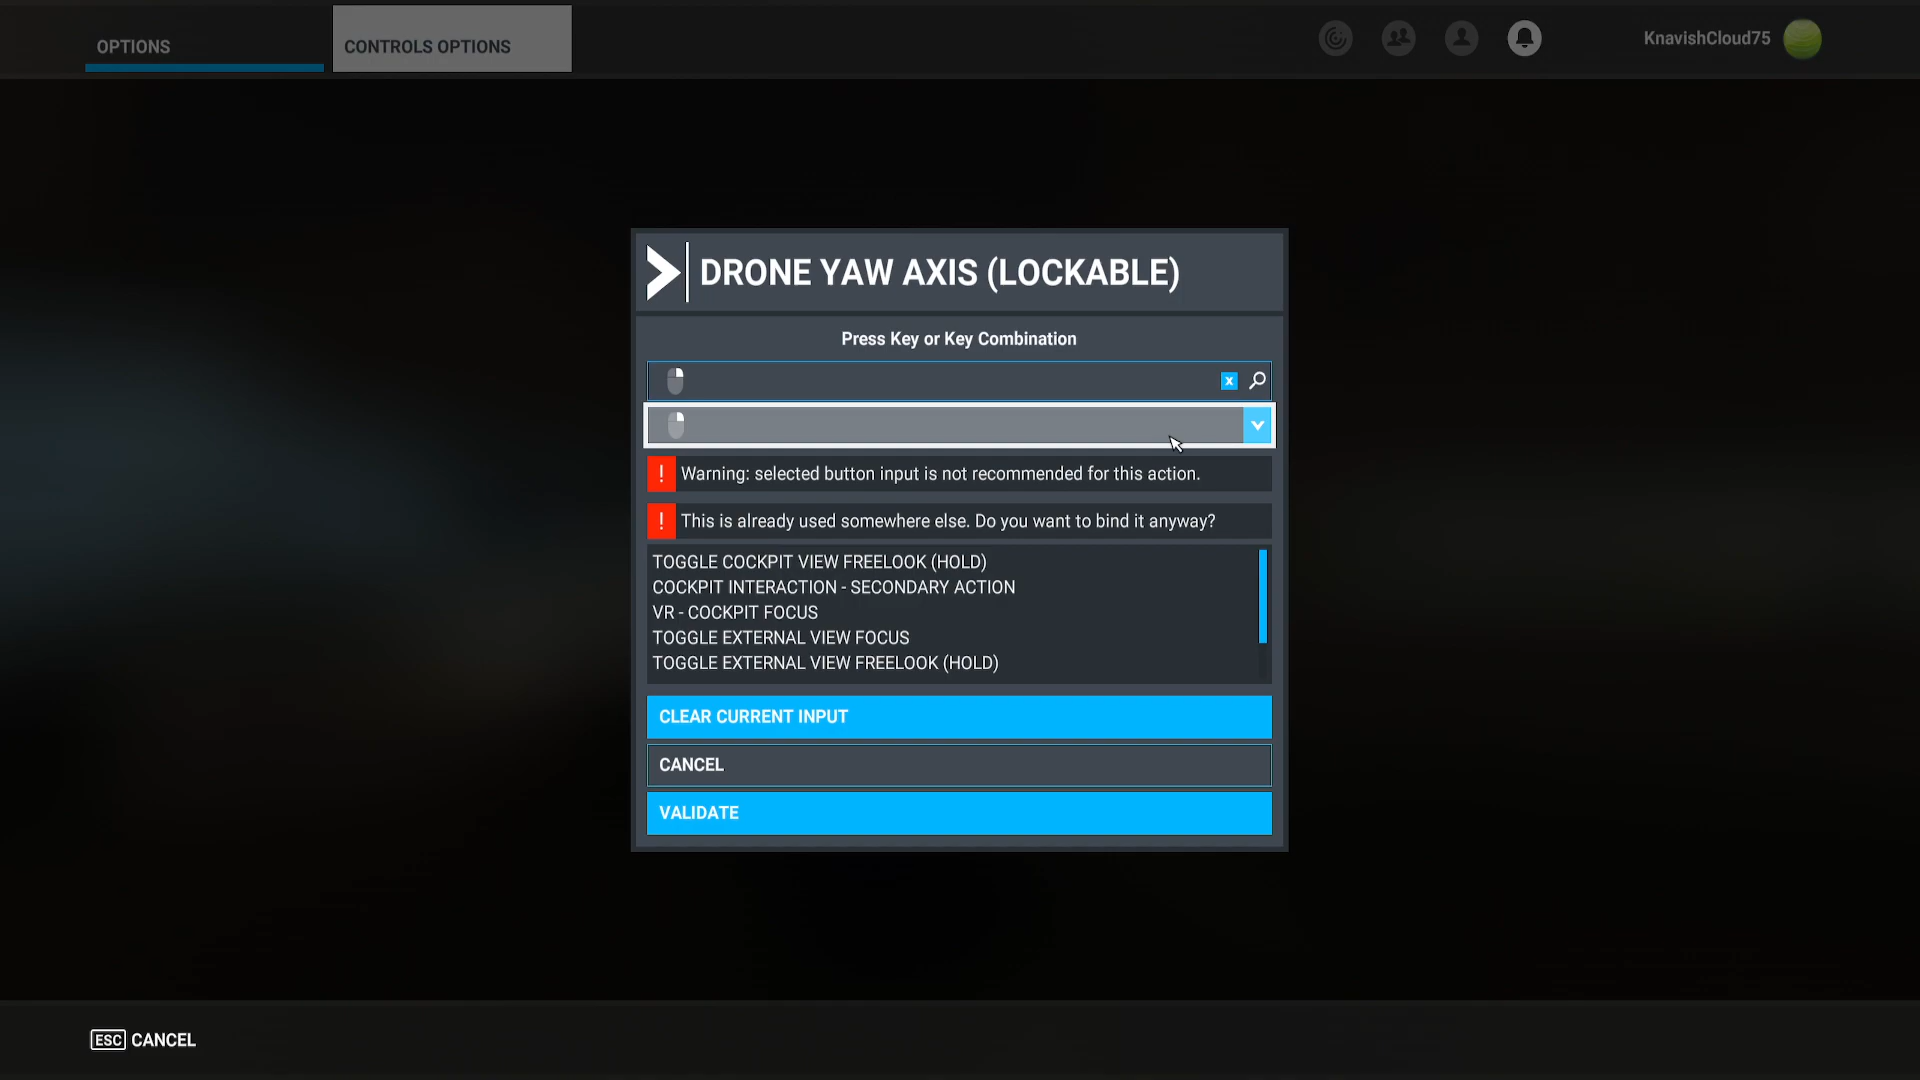 OPTIONS
CONTROLS OPTIONS
KnavishCloud75
DRONE YAW AXIS (LOCKABLE)
Press Key or Key Combination
x
! Warning: selected button input is not recommended for this action.
! This is already used somewhere else. Do you want to bind it anyway?
TOGGLE COCKPIT VIEW FREELOOK (HOLD)
COCKPIT INTERACTION - SECONDARY ACTION
VR - COCKPIT FOCUS
TOGGLE EXTERNAL VIEW FOCUS
TOGGLE EXTERNAL VIEW FREELOOK (HOLD)
CLEAR CURRENT INPUT
CANCEL
VALIDATE
ESC CANCEL